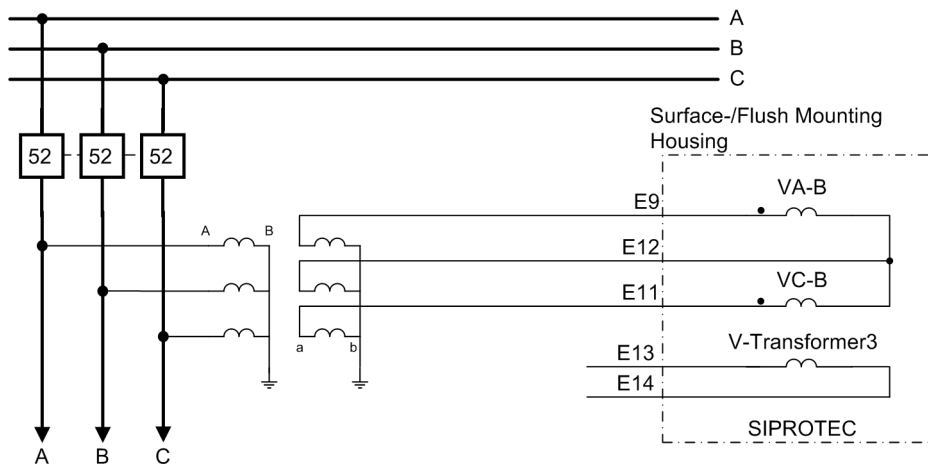 A
B
C
Surface-/Flush Mounting
Housing
52 52 52
VA-B
E9
A B
E12
VC-B
E11
a b
V-Transformer3
E13
E14
SIPROTEC
A B C